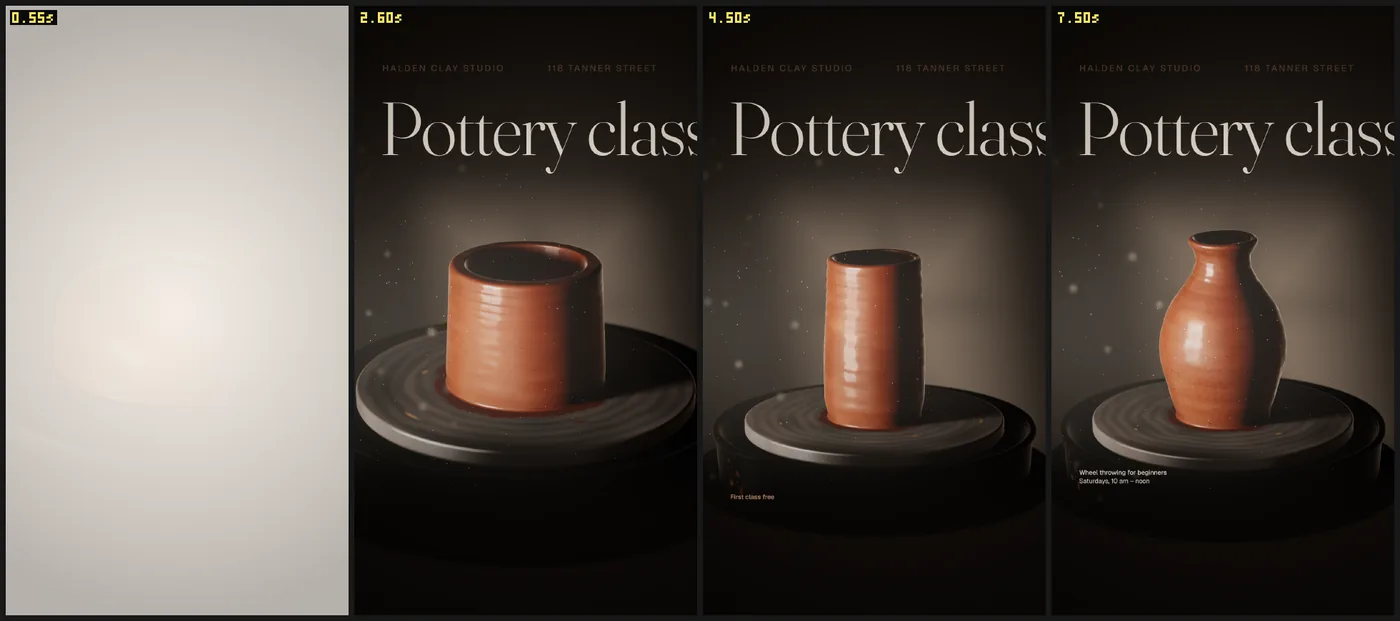 0.55s
2.60s
4.50s
7.50s
HALDEN CLAY STUDIO 118 TANNER STREET
HALDEN CLAY STUDIO 118 TANNER STREET
HALDEN CLAY STUDIO 118 TANNER STREET
Pottery class
Pottery class
Pottery class
First class free
Wheel throwing for beginners
Saturdays, 10 am – noon